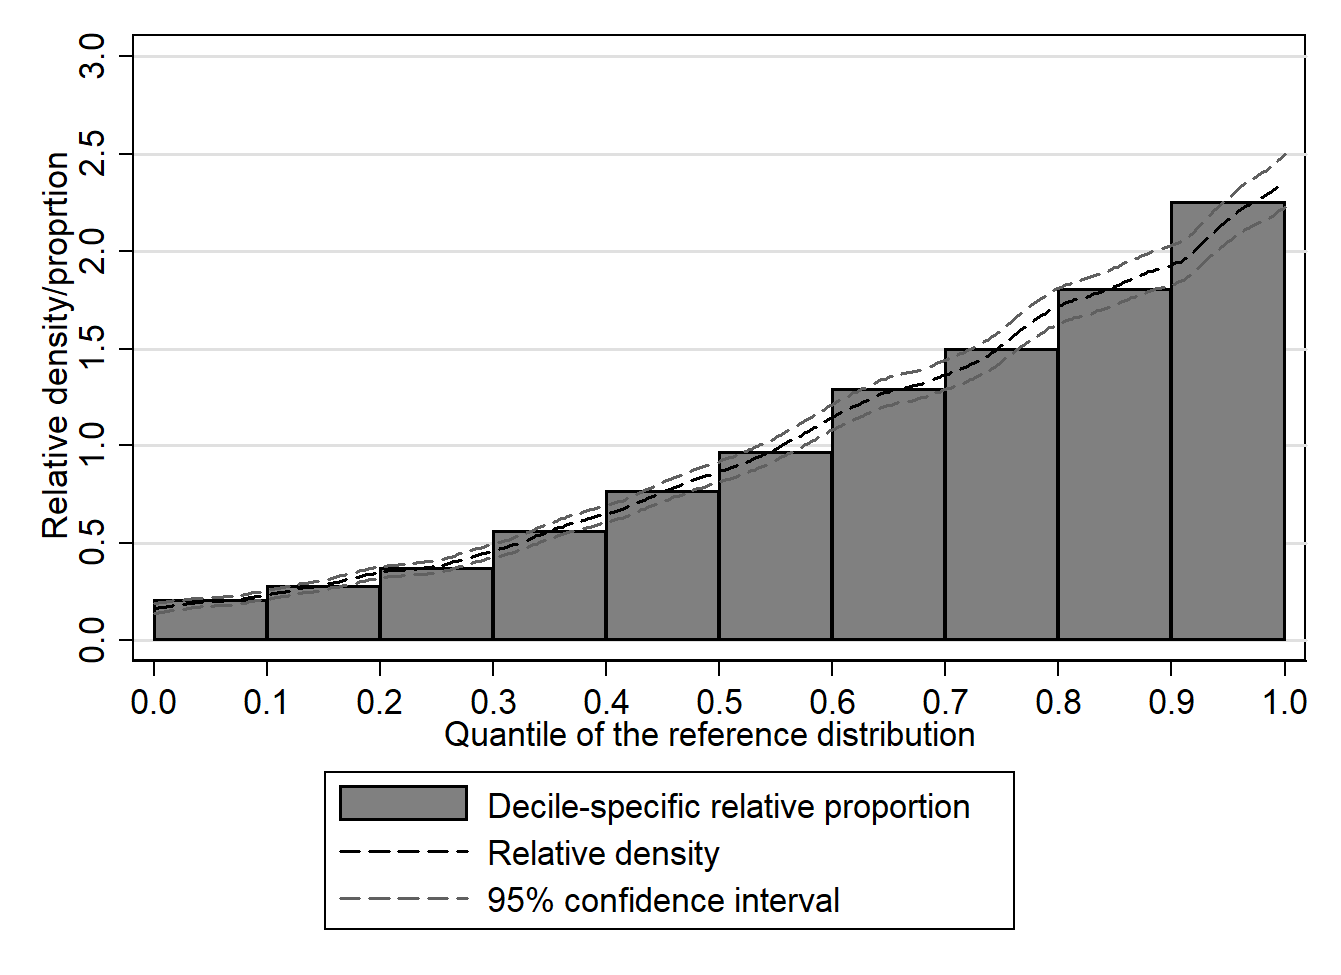 3.0
2.5
2.0
1.5
1.0
0.5
0.0
Relative density/proprtion
0.0 0.1 0.2 0.3 0.4 0.5 0.6 0.7 0.8 0.9 1.0
Quantile of the reference distribution
Decile-specific relative proportion
Relative density
95% confidence interval